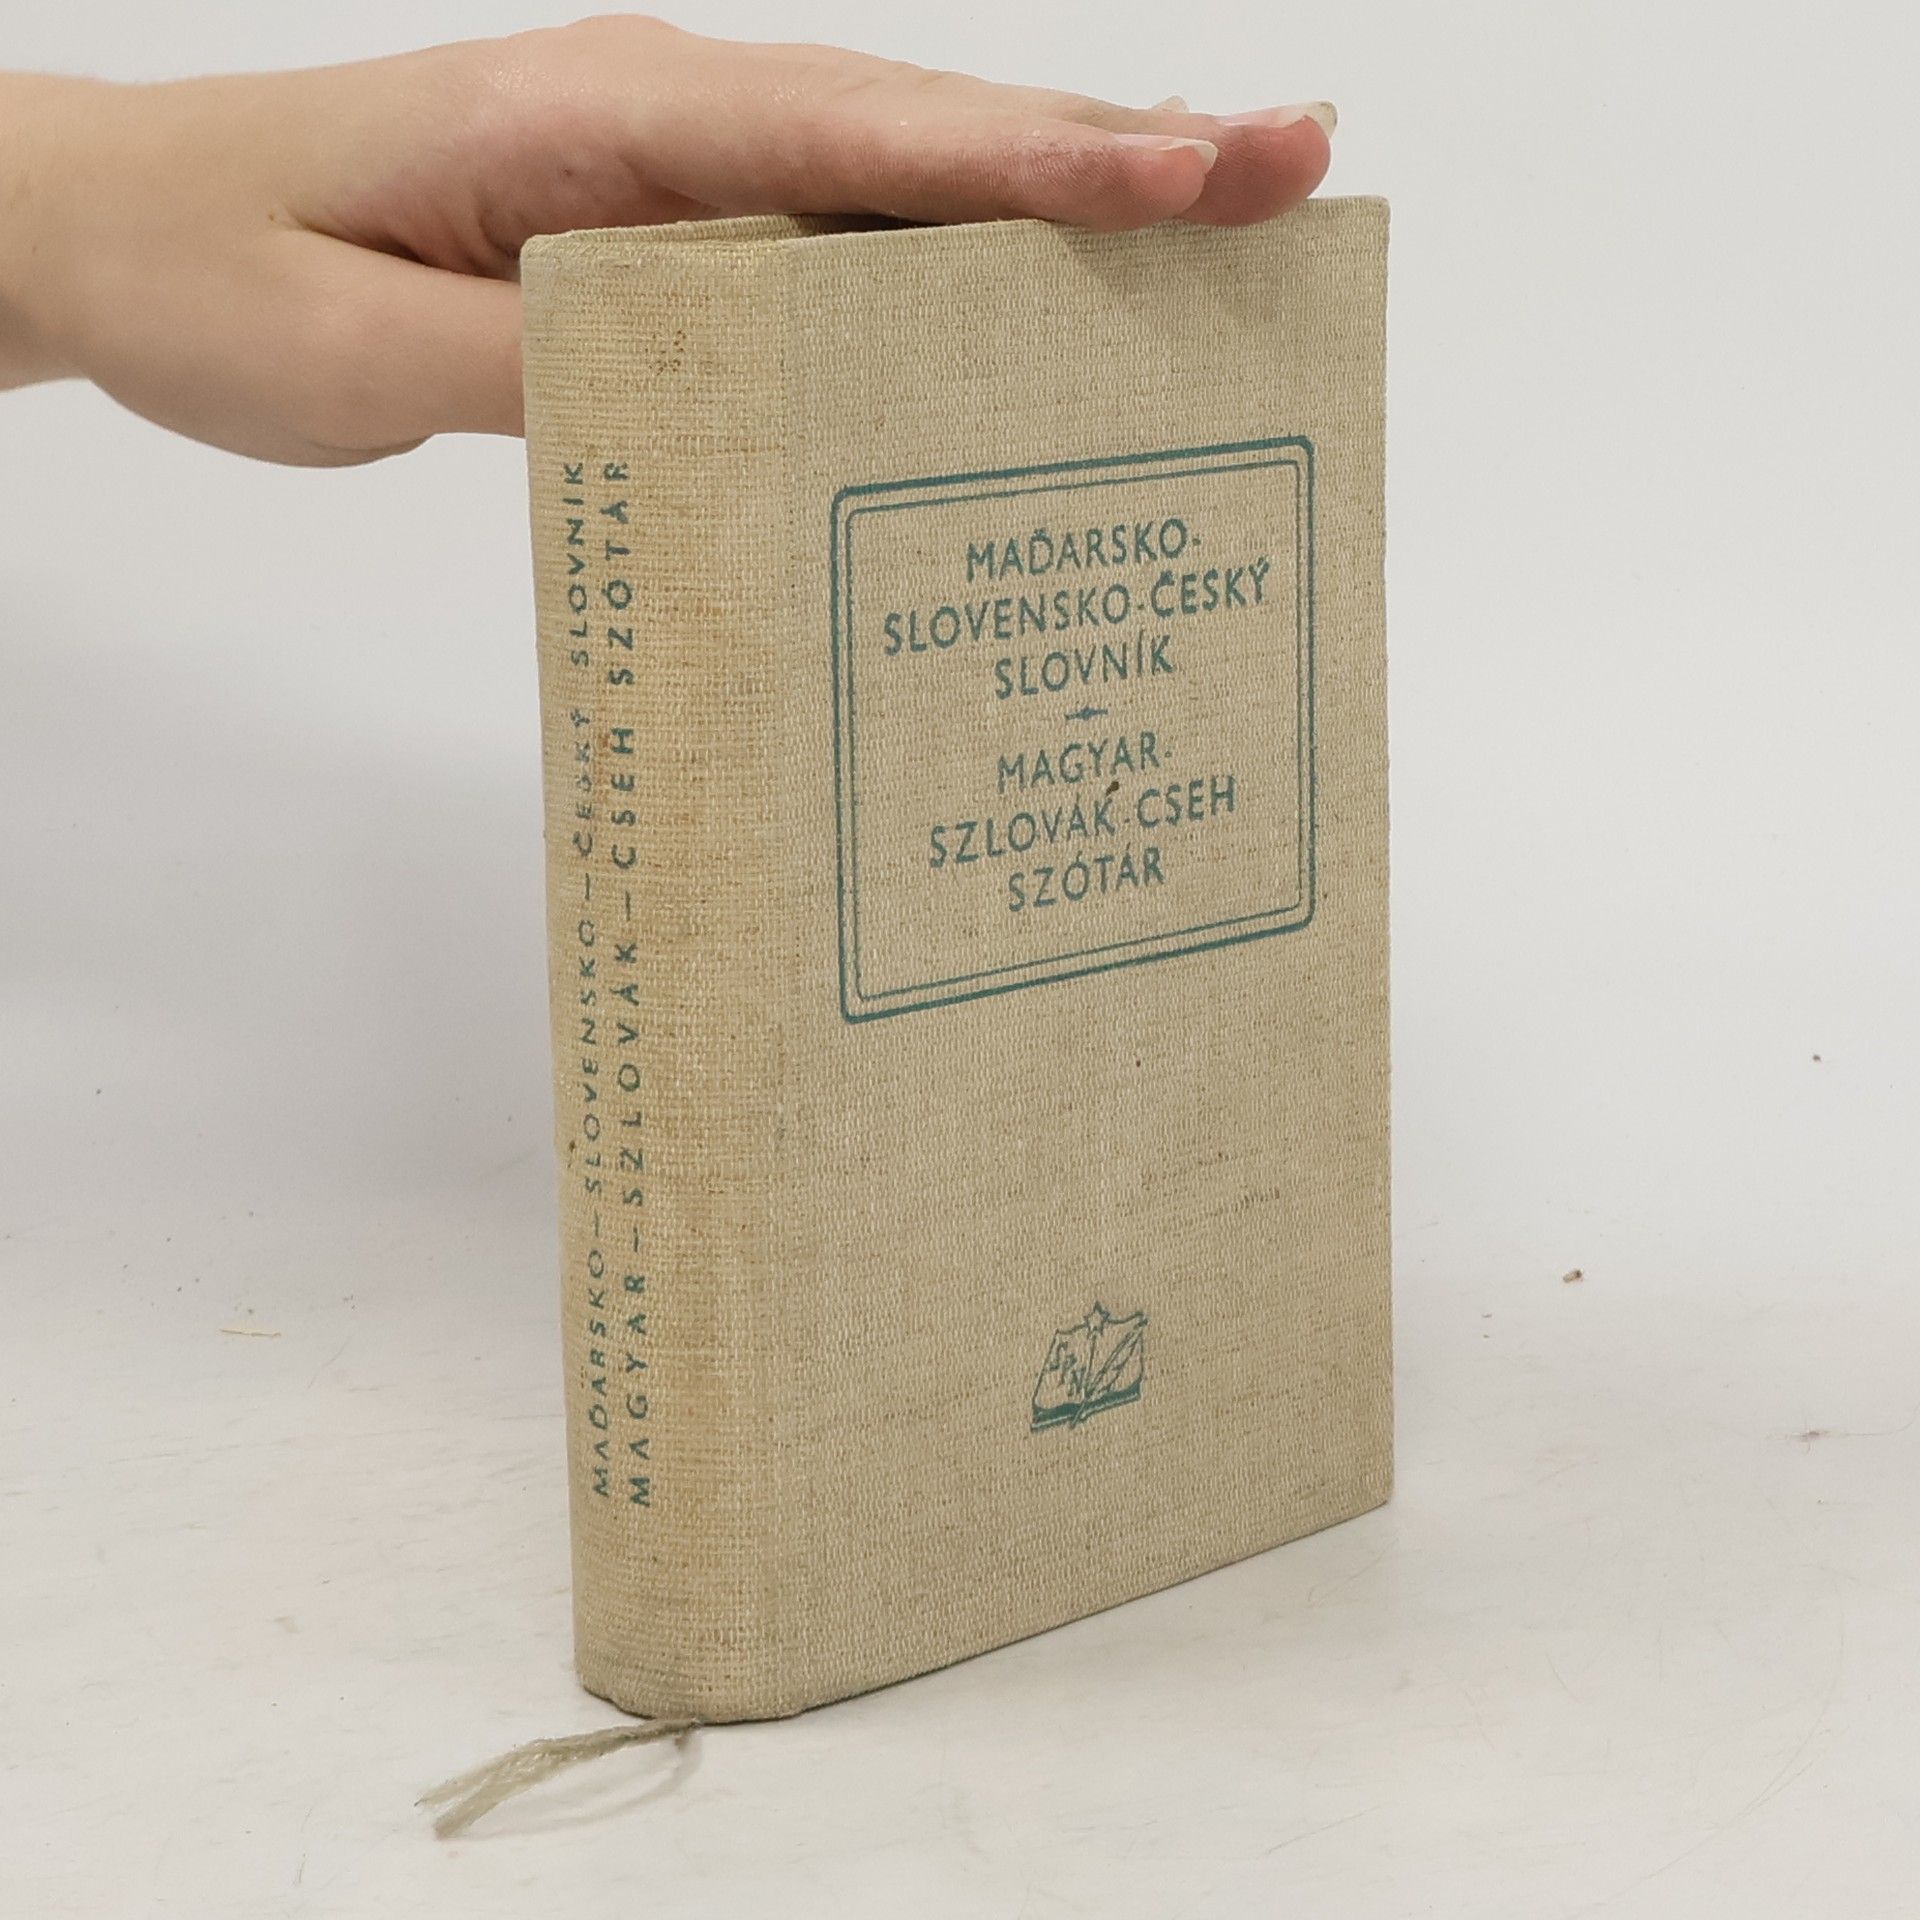 MAĎARSKO–SLOVENSKO–ČESKÝ SLOVNÍK
MAGYAR–SZLOVÁK–CSEH SZÓTÁR
MAĎARSKO-
SLOVENSKO-ČESKÝ
SLOVNÍK
MAGYAR-
SZLOVÁK-CSEH
SZÓTÁR
SPN